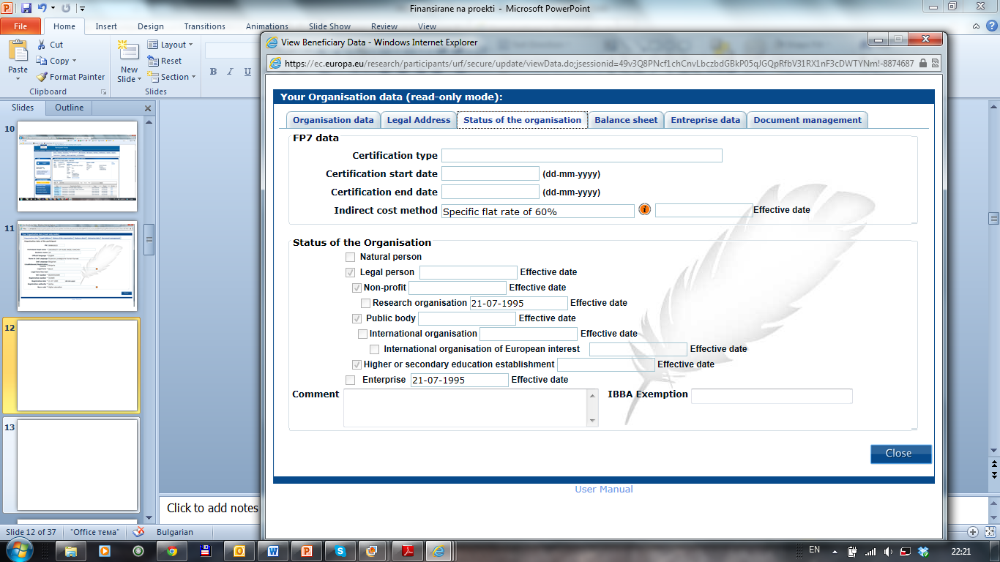 Finansirane na proekti - Microsoft PowerPoint
File Home Insert Design Transitions Animations Slide Show Review View
Paste
Cut
Copy
Format Painter
Clipboard
New Slide
Layout
Reset
Section
Slides
B I U
Slides Outline
10
11
12
13
View Beneficiary Data - Windows Internet Explorer
https://ec.europa.eu/research/participants/urf/secure/update/viewData.do;jsessionid=49v3Q8PNcf1chCnvLbczbdGBkP05qJGQpRfbV31RX1nF3cDWTYNm!-8874687
Your Organisation data (read-only mode):
Organisation data Legal Address Status of the organisation Balance sheet Entreprise data Document management
FP7 data
Certification type
Certification start date (dd-mm-yyyy)
Certification end date (dd-mm-yyyy)
Indirect cost method Specific flat rate of 60% Effective date
Status of the Organisation
Natural person
Legal person Effective date
Non-profit Effective date
Research organisation 21-07-1995 Effective date
Public body Effective date
International organisation Effective date
International organisation of European interest Effective date
Higher or secondary education establishment Effective date
Enterprise 21-07-1995 Effective date
Comment IBBA Exemption
Close
User Manual
Click to add notes
Slide 12 of 37 "Office тема" Bulgarian
EN 22:21